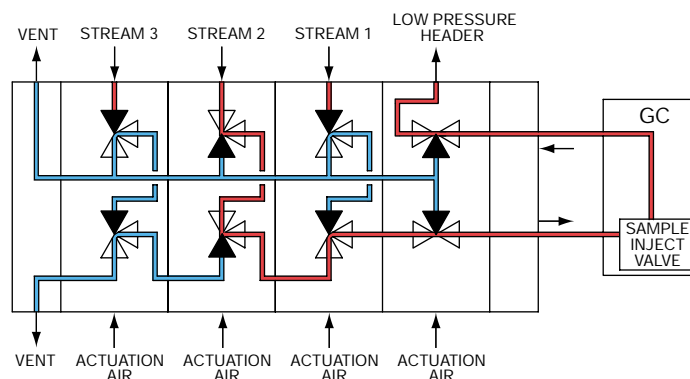 VENT
STREAM 3
STREAM 2
STREAM 1
LOW PRESSURE
HEADER
GC
SAMPLE
INJECT
VALVE
VENT
ACTUATION
AIR
ACTUATION
AIR
ACTUATION
AIR
ACTUATION
AIR